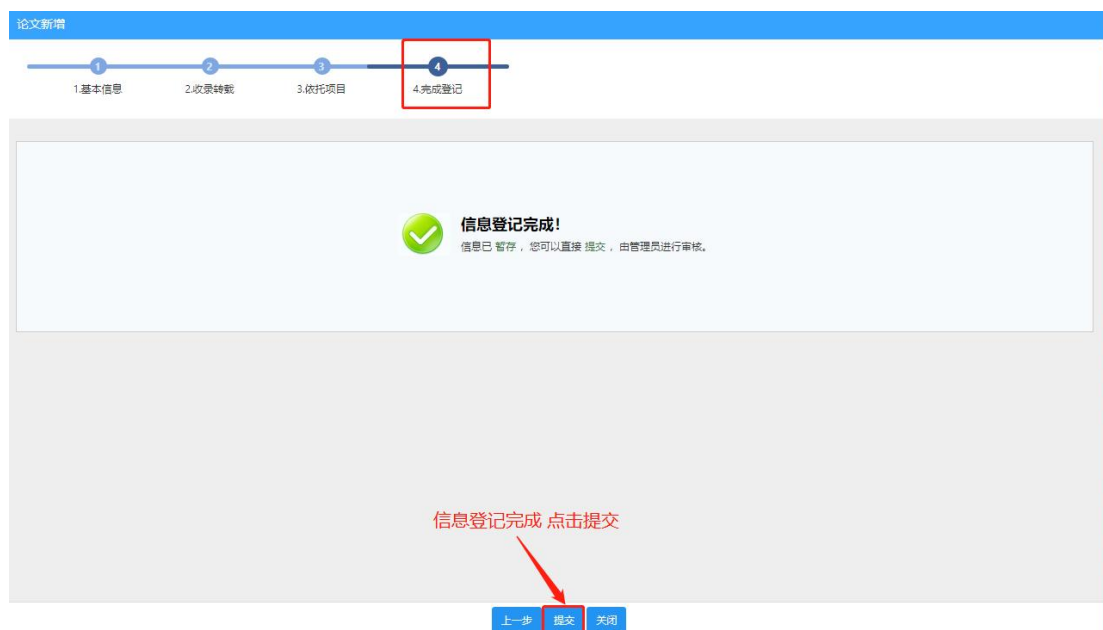 论文新增
1 2 3 4
1.基本信息 2.收录转载 3.依托项目 4.完成登记
信息登记完成!
信息已 暂存 ，您可以直接 提交 ，由管理员进行审核。
信息登记完成 点击提交
上一步 提交 关闭